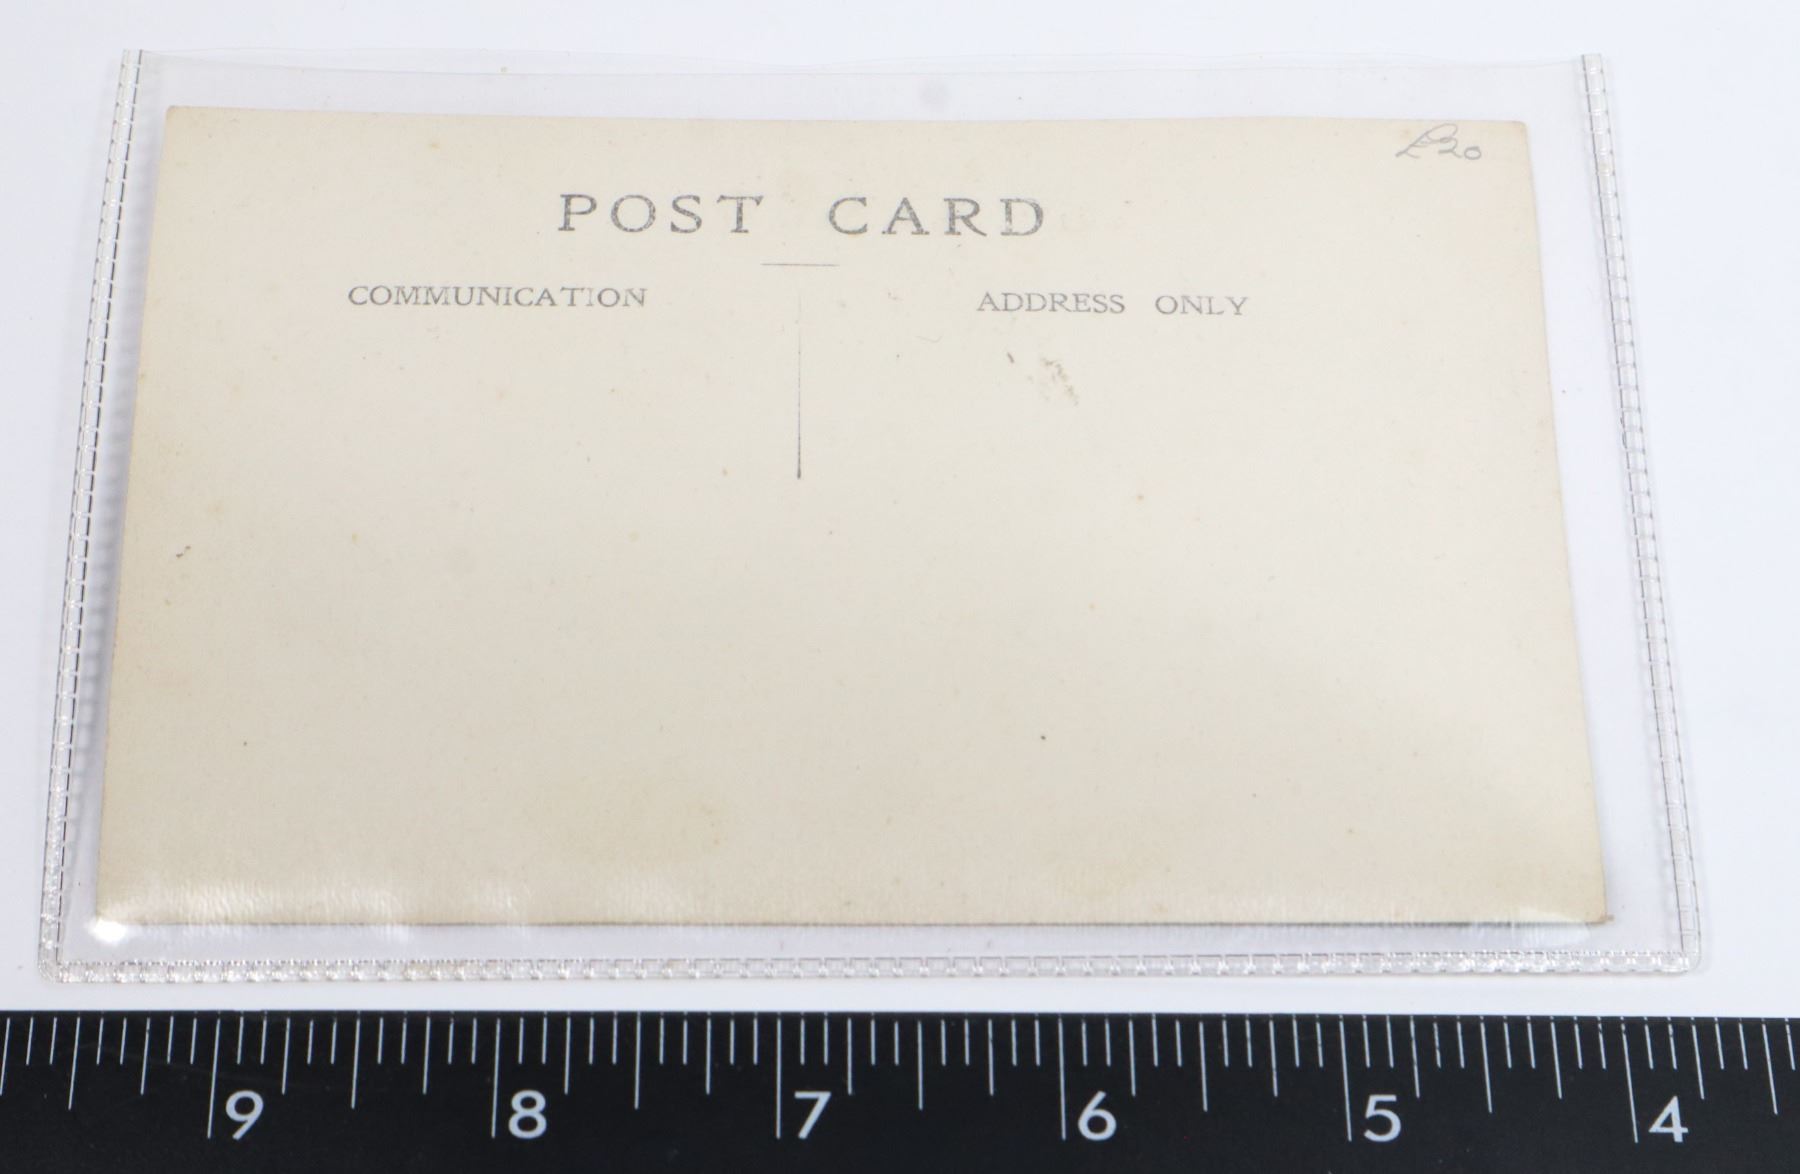 £20
POST CARD
COMMUNICATION ADDRESS ONLY
9 8 7 6 5 4